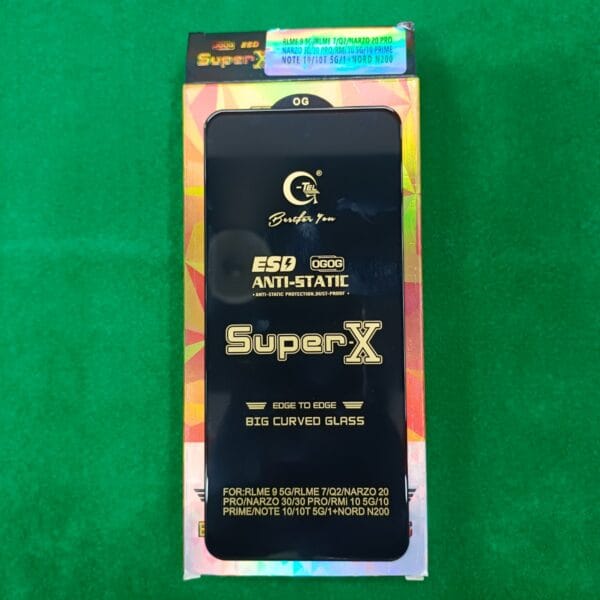 OGOG ESD
Super X
RLME 9 5G/RLME 7/Q2/NARZO 20 PRO
NARZO 30/30 PRO/RMi 10 5G/10 PRIME
NOTE 10/10T 5G/1+NORD N200
OG
G-TEL ®
Best for You
ESD OGOG
ANTI-STATIC
• ANTI-STATIC PROTECTION,DUST-PROOF •
Super-X
EDGE TO EDGE
BIG CURVED GLASS
FOR:RLME 9 5G/RLME 7/Q2/NARZO 20
PRO/NARZO 30/30 PRO/RMi 10 5G/10
PRIME/NOTE 10/10T 5G/1+NORD N200